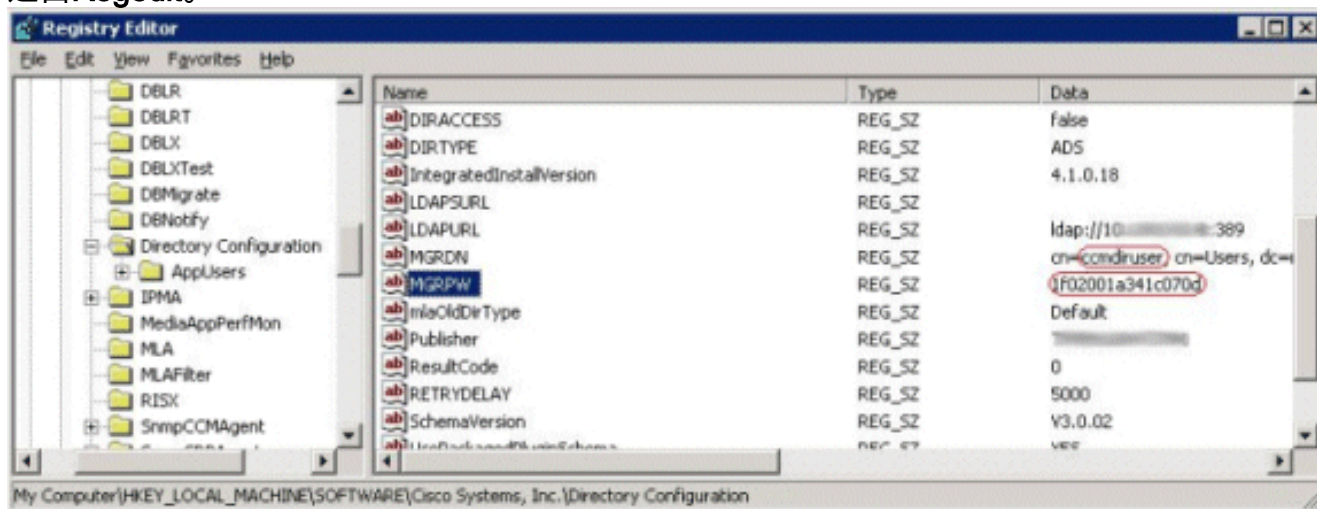 Registry Editor
File Edit View Favorites Help
DBLR
DBLRT
DBLX
DBLXTest
DBMigrate
DBNotify
Directory Configuration
AppUsers
IPMA
MediaAppPerfMon
MLA
MLAFilter
RISX
SnmpCCMAgent
Name Type Data
DIRACCESS REG_SZ false
DIRTYPE REG_SZ ADS
IntegratedInstallVersion REG_SZ 4.1.0.18
LDAPSURL REG_SZ
LDAPURL REG_SZ ldap://10 :389
MGRDN REG_SZ cn=ccmdiruser, cn=Users, dc=
MGRPW REG_SZ 1f02001a341c070d
mlaOldDirType REG_SZ Default
Publisher REG_SZ
ResultCode REG_SZ 0
RETRYDELAY REG_SZ 5000
SchemaVersion REG_SZ V3.0.02
My Computer\HKEY_LOCAL_MACHINE\SOFTWARE\Cisco Systems, Inc.\Directory Configuration